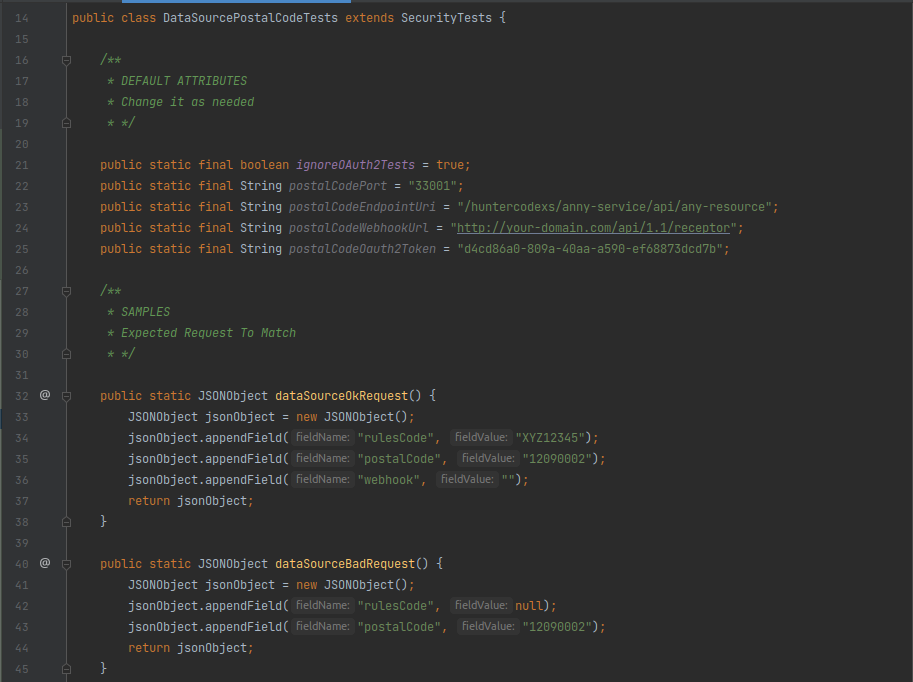 14 public class DataSourcePostalCodeTests extends SecurityTests {
15
16 /**
17 * DEFAULT ATTRIBUTES
18 * Change it as needed
19 * */
20
21 public static final boolean ignoreOAuth2Tests = true;
22 public static final String postalCodePort = "33001";
23 public static final String postalCodeEndpointUri = "/huntercodexs/anny-service/api/any-resource";
24 public static final String postalCodeWebhookUrl = "http://your-domain.com/api/1.1/receptor";
25 public static final String postalCodeOauth2Token = "d4cd86a0-809a-40aa-a590-ef68873dcd7b";
26
27 /**
28 * SAMPLES
29 * Expected Request To Match
30 * */
31
32 @ public static JSONObject dataSourceOkRequest() {
33 JSONObject jsonObject = new JSONObject();
34 jsonObject.appendField( fieldName: "rulesCode", fieldValue: "XYZ12345");
35 jsonObject.appendField( fieldName: "postalCode", fieldValue: "12090002");
36 jsonObject.appendField( fieldName: "webhook", fieldValue: "");
37 return jsonObject;
38 }
39
40 @ public static JSONObject dataSourceBadRequest() {
41 JSONObject jsonObject = new JSONObject();
42 jsonObject.appendField( fieldName: "rulesCode", fieldValue: null);
43 jsonObject.appendField( fieldName: "postalCode", fieldValue: "12090002");
44 return jsonObject;
45 }